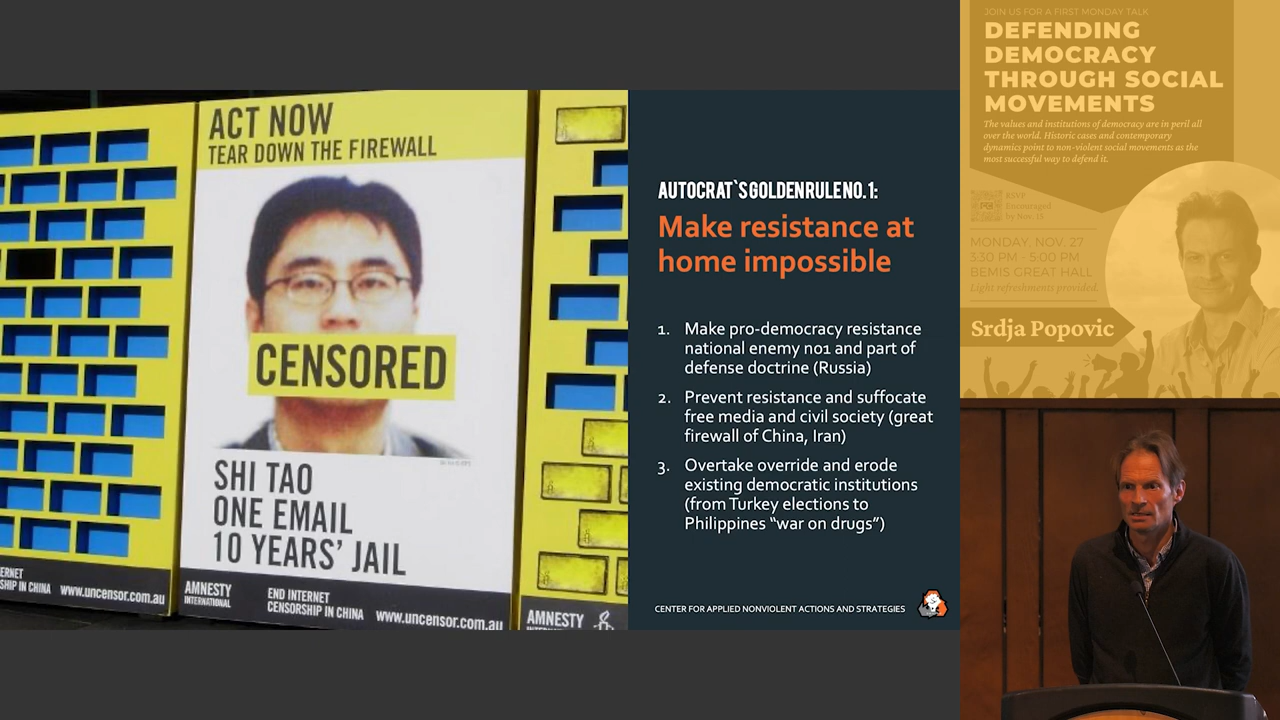 ACT NOW
TEAR DOWN THE FIREWALL
CENSORED
SHI TAO
ONE EMAIL
10 YEARS' JAIL
ERNET
SHIP IN CHINA www.uncensor.com.au
AMNESTY
INTERNATIONAL
END INTERNET
CENSORSHIP IN CHINA www.uncensor.com.au
AMNESTY
AUTOCRAT`S GOLDEN RULE NO. 1:
Make resistance at
home impossible
1. Make pro-democracy resistance
national enemy no1 and part of
defense doctrine (Russia)
2. Prevent resistance and suffocate
free media and civil society (great
firewall of China, Iran)
3. Overtake override and erode
existing democratic institutions
(from Turkey elections to
Philippines “war on drugs”)
CENTER FOR APPLIED NONVIOLENT ACTIONS AND STRATEGIES
JOIN US FOR A FIRST MONDAY TALK
DEFENDING
DEMOCRACY
THROUGH SOCIAL
MOVEMENTS
The values and institutions of democracy are in peril all
over the world. Historic cases and contemporary
dynamics point to non-violent social movements as the
most successful way to defend it.
RSVP
Encouraged
by Nov. 15
MONDAY, NOV. 27
3:30 PM - 5:00 PM
BEMIS GREAT HALL
Light refreshments provided.
Srdja Popovic